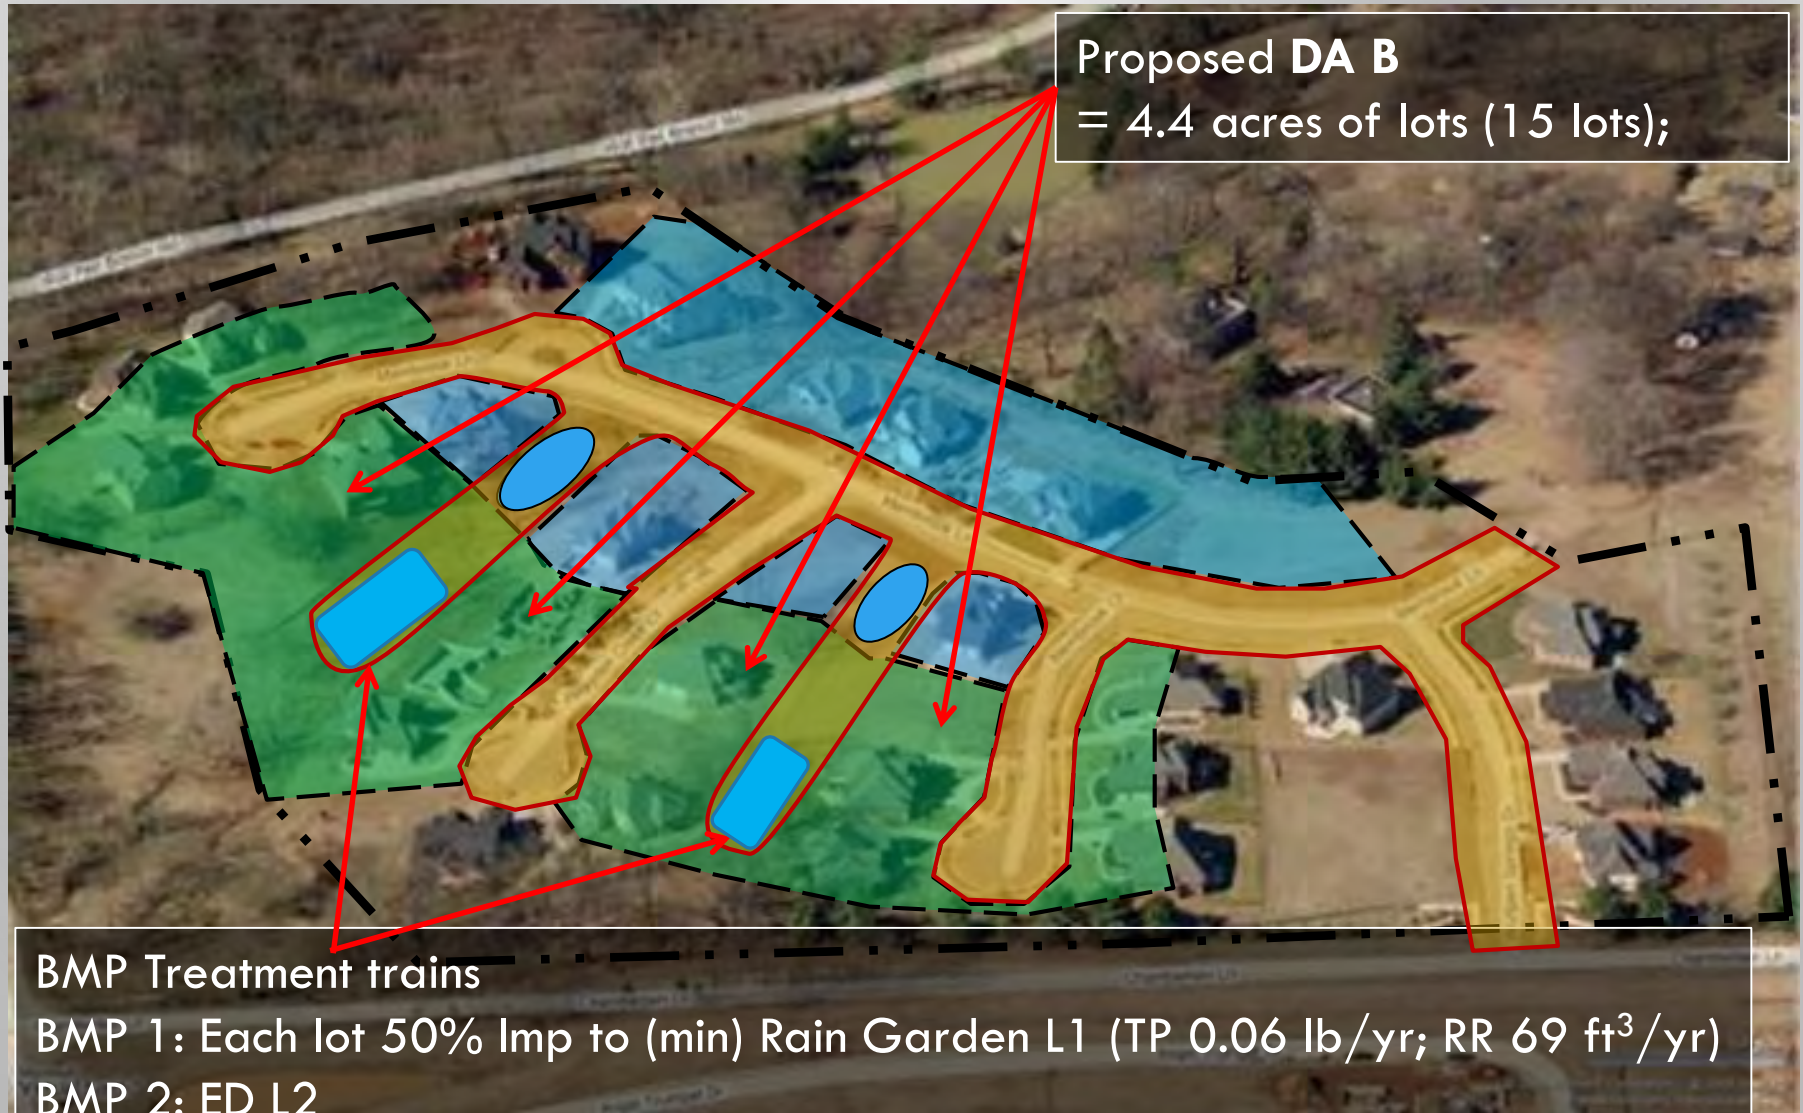 Proposed DA B
= 4.4 acres of lots (15 lots);
BMP Treatment trains
BMP 1: Each lot 50% Imp to (min) Rain Garden L1 (TP 0.06 lb/yr; RR 69 ft³/yr)
BMP 2: ED L2